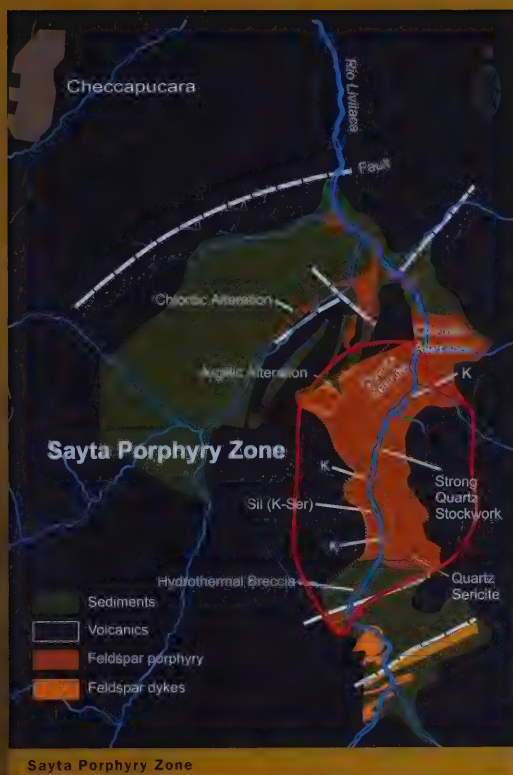 Checcapucara
Rio Livitaca
Fault
Chloritic Alteration
Argillic Alteration
K
Sayta Porphyry Zone
K
Strong
Quartz
Stockwork
Sil (K-Ser)
K
Hydrothermal Breccia
Quartz
Sericite
Sediments
Volcanics
Feldspar porphyry
Feldspar dykes
Sayta Porphyry Zone